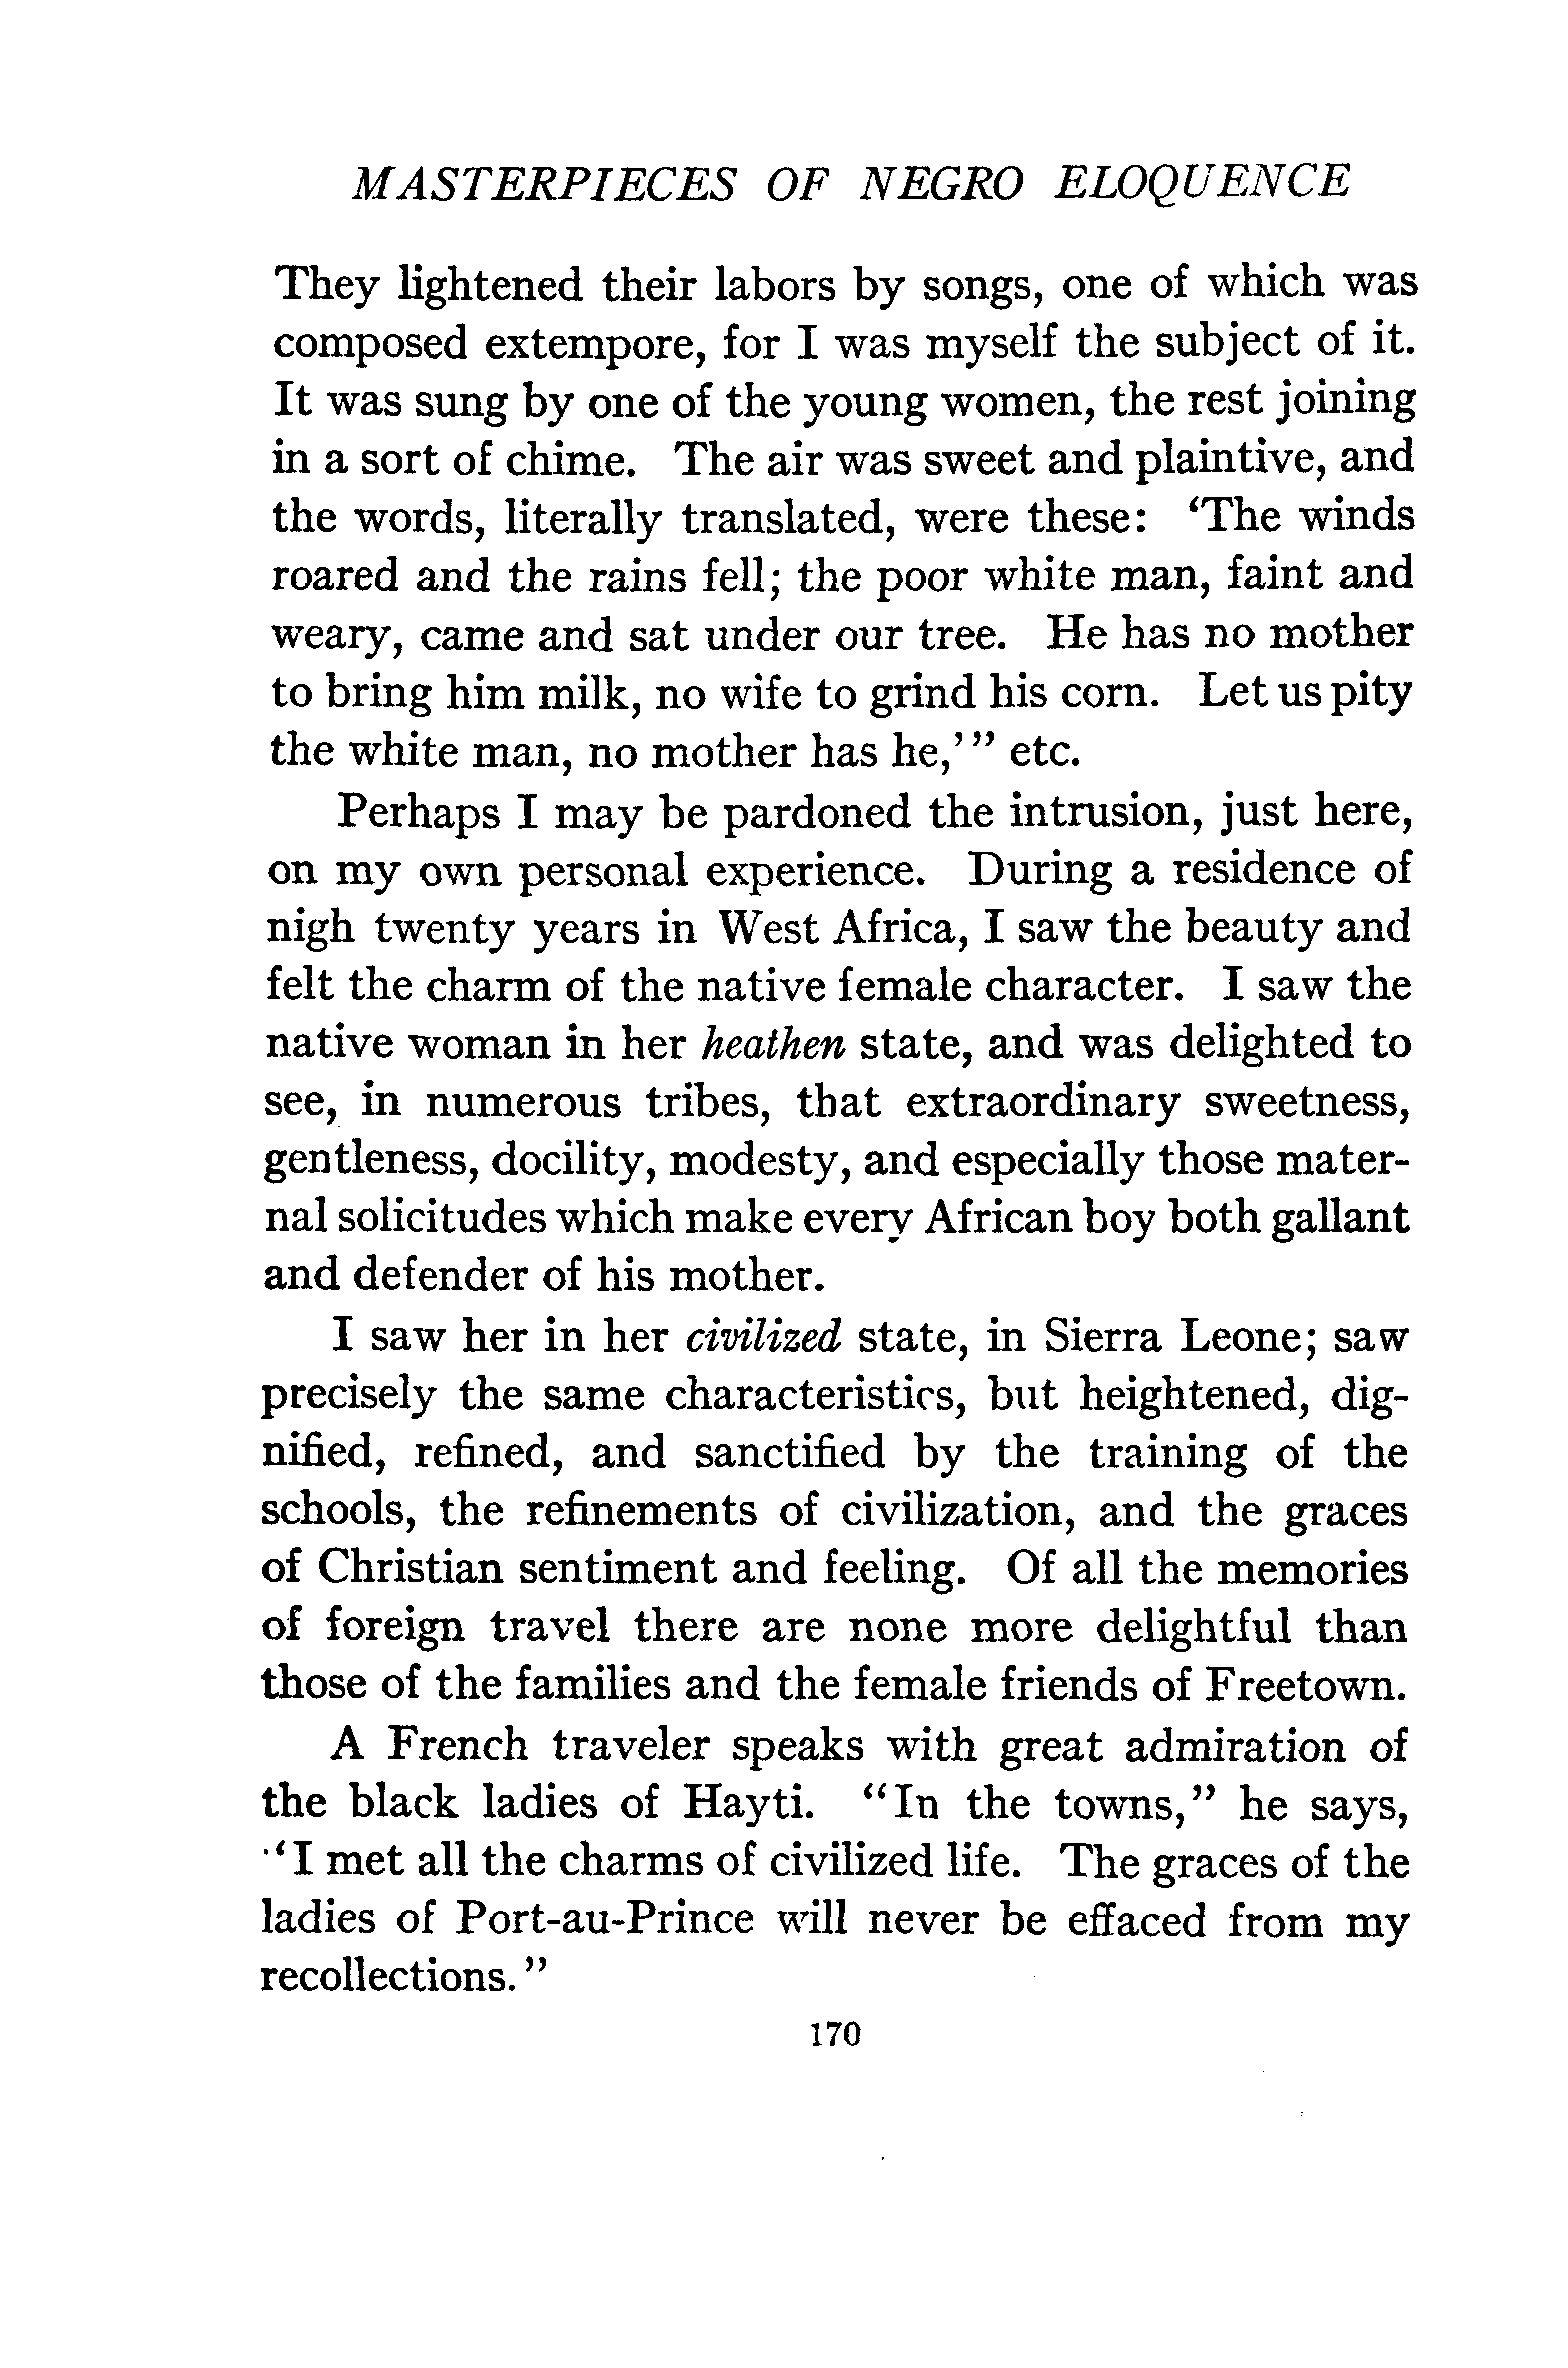 MASTERPIECES OF NEGRO ELOQUENCE
They lightened their labors by songs, one of which was
composed extempore, for I was myself the subject of it.
It was sung by one of the young women, the rest joining
in a sort of chime. The air was sweet and plaintive, and
the words, literally translated, were these: ‘The winds
roared and the rains fell; the poor white man, faint and
weary, came and sat under our tree. He has no mother
to bring him milk, no wife to grind his corn. Let us pity
the white man, no mother has he,’” etc.
Perhaps I may be pardoned the intrusion, just here,
on my own personal experience. During a residence of
nigh twenty years in West Africa, I saw the beauty and
felt the charm of the native female character. I saw the
native woman in her heathen state, and was delighted to
see, in numerous tribes, that extraordinary sweetness,
gentleness, docility, modesty, and especially those mater-
nal solicitudes which make every African boy both gallant
and defender of his mother.
I saw her in her civilized state, in Sierra Leone; saw
precisely the same characteristics, but heightened, dig-
nified, refined, and sanctified by the training of the
schools, the refinements of civilization, and the graces
of Christian sentiment and feeling. Of all the memories
of foreign travel there are none more delightful than
those of the families and the female friends of Freetown.
A French traveler speaks with great admiration of
the black ladies of Hayti. “In the towns,” he says,
“I met all the charms of civilized life. The graces of the
ladies of Port-au-Prince will never be effaced from my
recollections.”
170